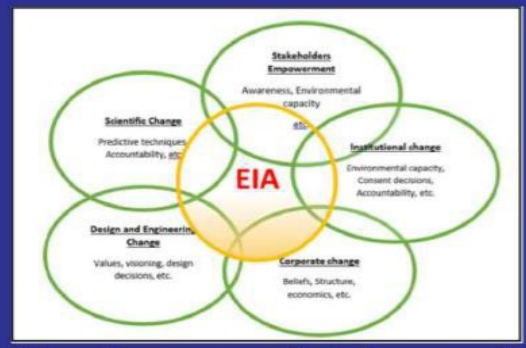 Stakeholders
Empowerment
Awareness, Environmental
capacity
etc.
Scientific Change
Predictive techniques
Accountability, etc
Institutional change
Environmental capacity,
Consent decisions,
Accountability, etc.
EIA
Design and Engineering
Change
Values, visioning, design
decisions, etc.
Corporate change
Beliefs, Structure,
economics, etc.